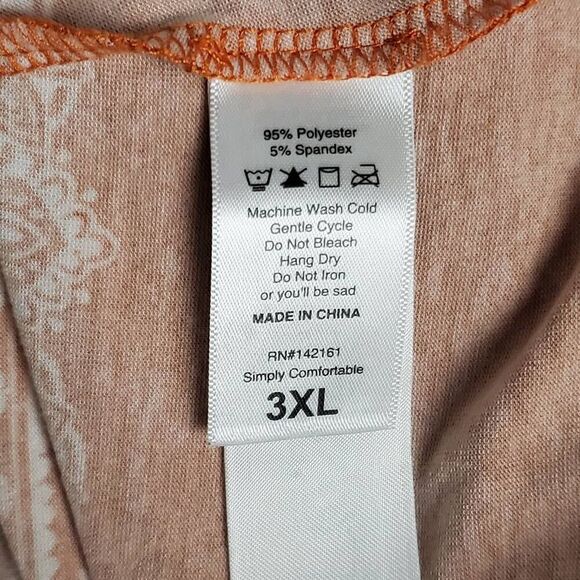 95% Polyester
5% Spandex
Machine Wash Cold
Gentle Cycle
Do Not Bleach
Hang Dry
Do Not Iron
or you'll be sad
MADE IN CHINA
RN#142161
Simply Comfortable
3XL